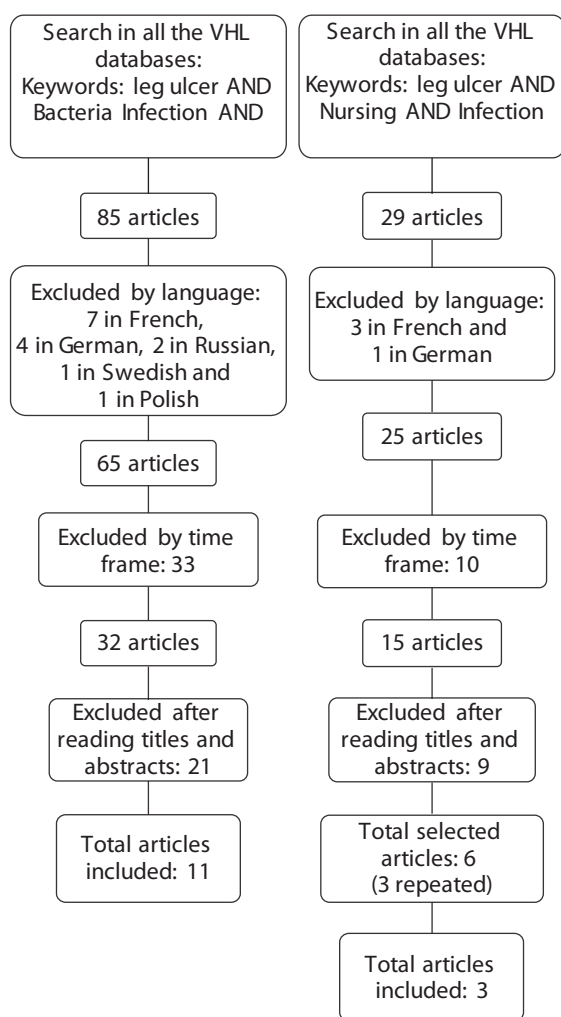 Search in all the VHL
databases:
Keywords: leg ulcer AND
Bacteria Infection AND
85 articles
Excluded by language:
7 in French,
4 in German, 2 in Russian,
1 in Swedish and
1 in Polish
65 articles
Excluded by time
frame: 33
32 articles
Excluded after
reading titles and
abstracts: 21
Total articles
included: 11
Search in all the VHL
databases:
Keywords: leg ulcer AND
Nursing AND Infection
29 articles
Excluded by language:
3 in French and
1 in German
25 articles
Excluded by time
frame: 10
15 articles
Excluded after
reading titles and
abstracts: 9
Total selected
articles: 6
(3 repeated)
Total articles
included: 3